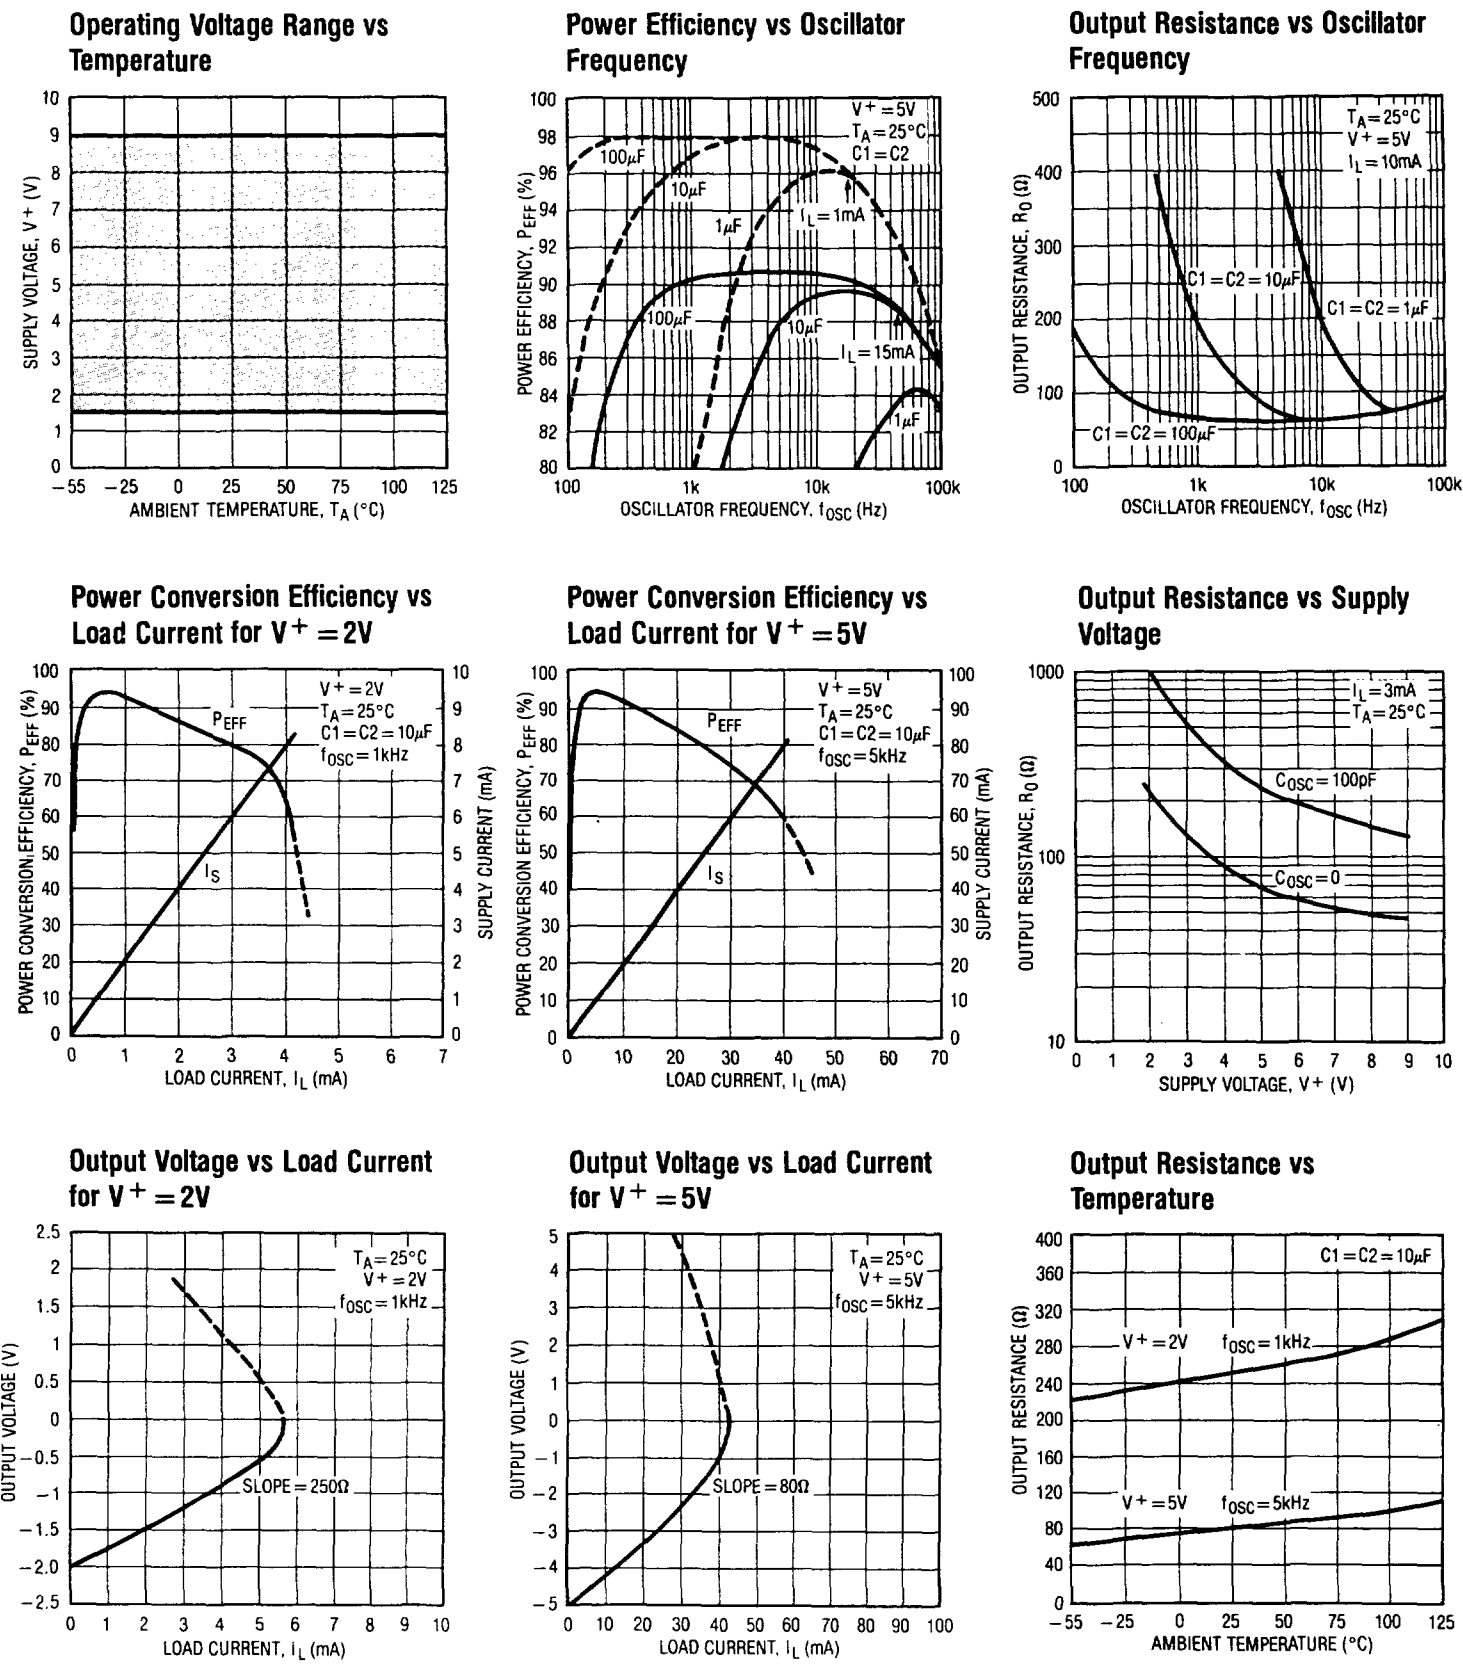 Operating Voltage Range vs
Temperature
10
9
8
7
6
5
4
3
2
1
0
SUPPLY VOLTAGE, V+ (V)
−55 −25 0 25 50 75 100 125
AMBIENT TEMPERATURE, TA (°C)
Power Efficiency vs Oscillator
Frequency
100
98
96
94
92
90
88
86
84
82
80
POWER EFFICIENCY, PEFF (%)
V+ = 5V
TA = 25°C
C1 = C2
100μF
10μF
1μF
IL = 1mA
100μF
10μF
IL = 15mA
1μF
100 1k 10k 100k
OSCILLATOR FREQUENCY, fOSC (Hz)
Output Resistance vs Oscillator
Frequency
500
400
300
200
100
0
OUTPUT RESISTANCE, RO (Ω)
TA = 25°C
V+ = 5V
IL = 10mA
C1 = C2 = 10μF
C1 = C2 = 1μF
C1 = C2 = 100μF
100 1k 10k 100k
OSCILLATOR FREQUENCY, fOSC (Hz)
Power Conversion Efficiency vs
Load Current for V+ = 2V
100
90
80
70
60
50
40
30
20
10
0
POWER CONVERSION EFFICIENCY, PEFF (%)
PEFF
IS
V+ = 2V
TA = 25°C
C1 = C2 = 10μF
fOSC = 1kHz
10
9
8
7
6
5
4
3
2
1
0
SUPPLY CURRENT (mA)
0 1 2 3 4 5 6 7
LOAD CURRENT, IL (mA)
Power Conversion Efficiency vs
Load Current for V+ = 5V
100
90
80
70
60
50
40
30
20
10
0
POWER CONVERSION EFFICIENCY, PEFF (%)
PEFF
IS
V+ = 5V
TA = 25°C
C1 = C2 = 10μF
fOSC = 5kHz
100
90
80
70
60
50
40
30
20
10
0
SUPPLY CURRENT (mA)
0 10 20 30 40 50 60 70
LOAD CURRENT, IL (mA)
Output Resistance vs Supply
Voltage
1000
100
10
OUTPUT RESISTANCE, RO (Ω)
IL = 3mA
TA = 25°C
COSC = 100pF
COSC = 0
0 1 2 3 4 5 6 7 8 9 10
SUPPLY VOLTAGE, V+ (V)
Output Voltage vs Load Current
for V+ = 2V
2.5
2
1.5
1
0.5
0
−0.5
−1
−1.5
−2.0
−2.5
OUTPUT VOLTAGE (V)
TA = 25°C
V+ = 2V
fOSC = 1kHz
SLOPE = 250Ω
0 1 2 3 4 5 6 7 8 9 10
LOAD CURRENT, IL (mA)
Output Voltage vs Load Current
for V+ = 5V
5
4
3
2
1
0
−1
−2
−3
−4
−5
OUTPUT VOLTAGE (V)
TA = 25°C
V+ = 5V
fOSC = 5kHz
SLOPE = 80Ω
0 10 20 30 40 50 60 70 80 90 100
LOAD CURRENT, IL (mA)
Output Resistance vs
Temperature
400
360
320
280
240
200
160
120
80
40
0
OUTPUT RESISTANCE (Ω)
C1 = C2 = 10μF
V+ = 2V fOSC = 1kHz
V+ = 5V fOSC = 5kHz
−55 −25 0 25 50 75 100 125
AMBIENT TEMPERATURE (°C)